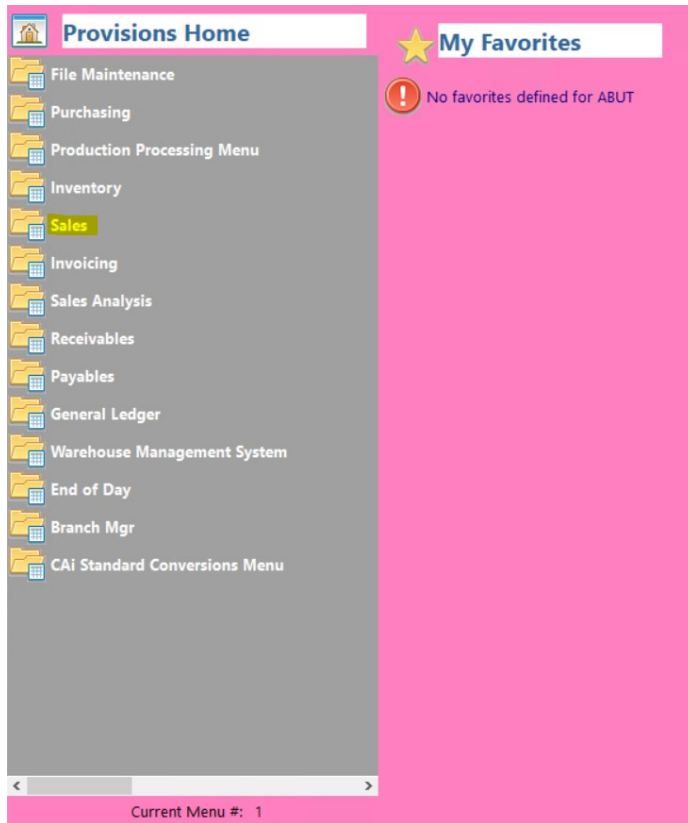 Provisions Home
File Maintenance
Purchasing
Production Processing Menu
Inventory
Sales
Invoicing
Sales Analysis
Receivables
Payables
General Ledger
Warehouse Management System
End of Day
Branch Mgr
CAi Standard Conversions Menu
Current Menu #: 1
My Favorites
No favorites defined for ABUT